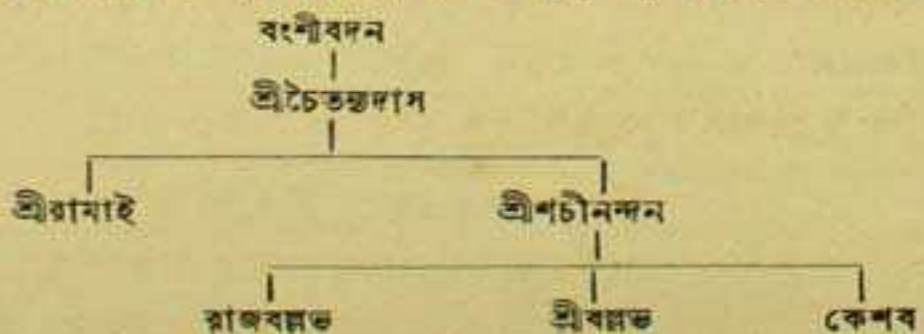 বংশীবদন
শ্রীচৈতন্যদাস
শ্রীরামাই শ্রীশচীনন্দন
রাজবল্লভ শ্রীবল্লভ কেশব